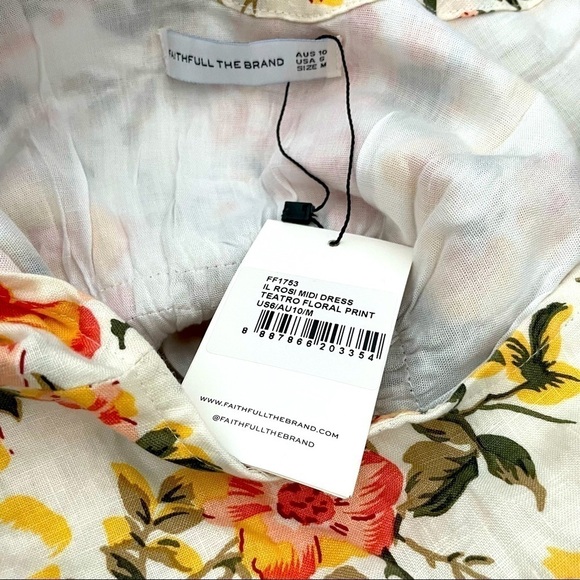 FAITHFULL THE BRAND
AUS 10
USA 6
SIZE M
FF1753
IL ROSI MIDI DRESS
TEATRO FLORAL PRINT
US6/AU10/M
8 887866 203354
WWW.FAITHFULLTHEBRAND.COM
@FAITHFULLTHEBRAND